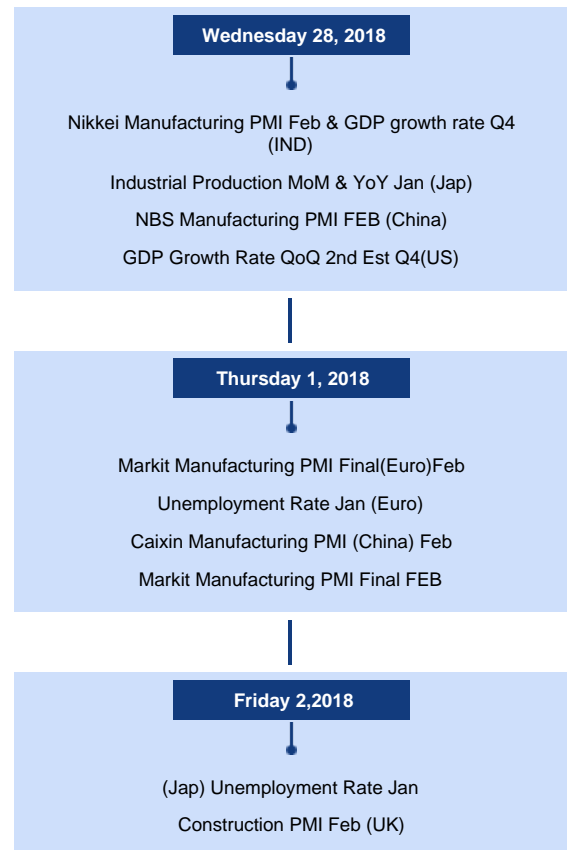 Wednesday 28, 2018
Nikkei Manufacturing PMI Feb & GDP growth rate Q4
(IND)
Industrial Production MoM & YoY Jan (Jap)
NBS Manufacturing PMI FEB (China)
GDP Growth Rate QoQ 2nd Est Q4(US)
Thursday 1, 2018
Markit Manufacturing PMI Final(Euro)Feb
Unemployment Rate Jan (Euro)
Caixin Manufacturing PMI (China) Feb
Markit Manufacturing PMI Final FEB
Friday 2,2018
(Jap) Unemployment Rate Jan
Construction PMI Feb (UK)